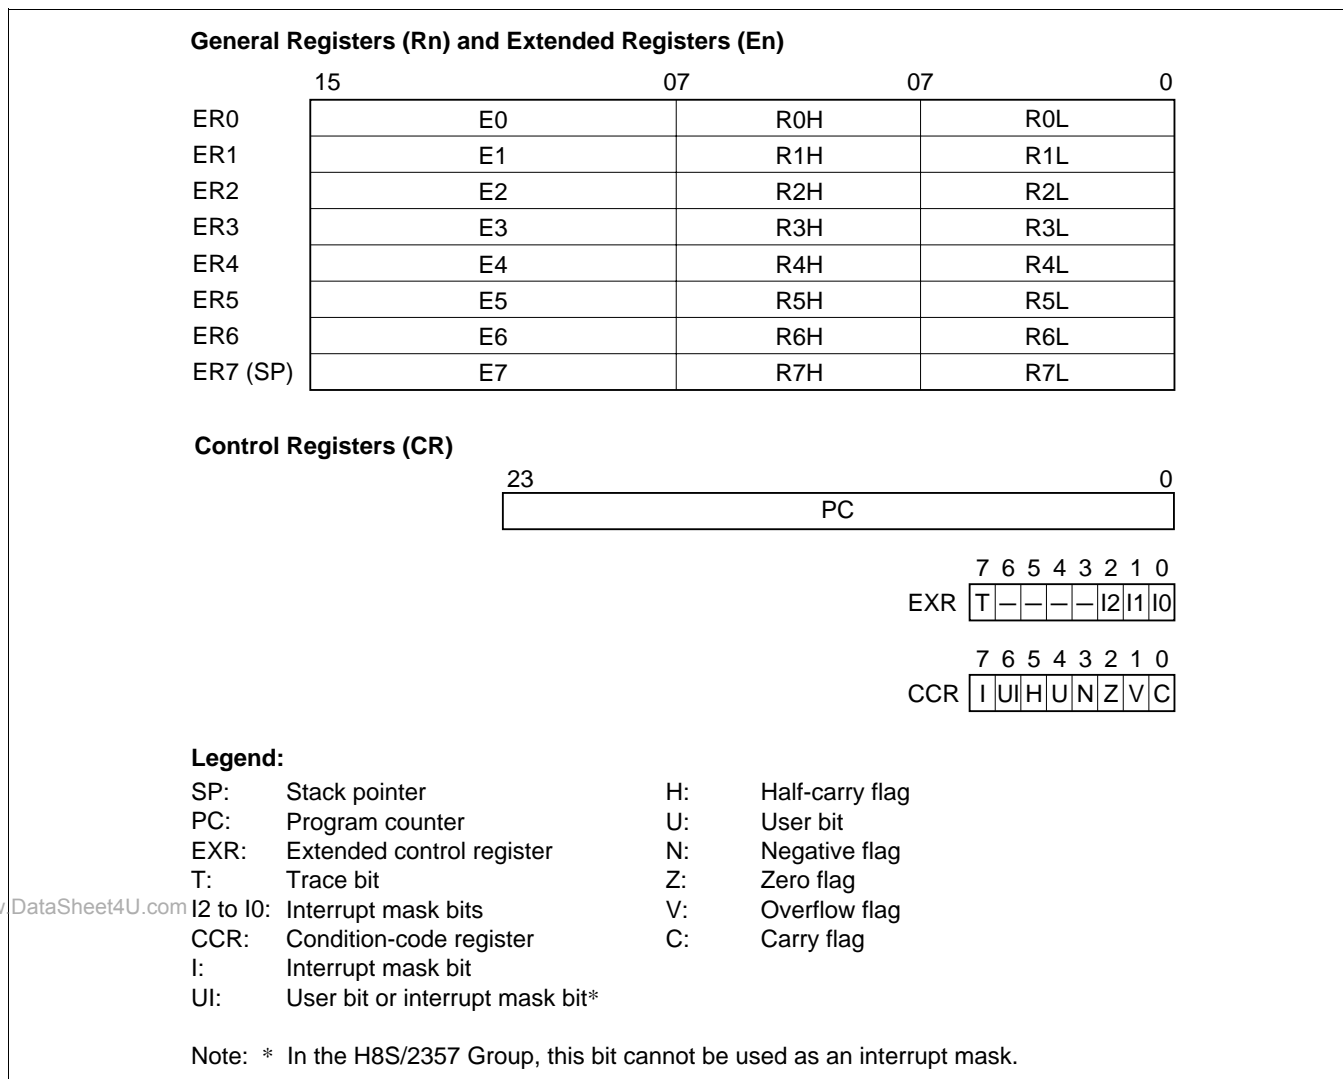 General Registers (Rn) and Extended Registers (En)
15 07 07 0
ER0 E0 R0H R0L
ER1 E1 R1H R1L
ER2 E2 R2H R2L
ER3 E3 R3H R3L
ER4 E4 R4H R4L
ER5 E5 R5H R5L
ER6 E6 R6H R6L
ER7 (SP) E7 R7H R7L
Control Registers (CR)
23 0
PC
7 6 5 4 3 2 1 0
EXR T — — — — I2 I1 I0
7 6 5 4 3 2 1 0
CCR I UI H U N Z V C
Legend:
SP: Stack pointer H: Half-carry flag
PC: Program counter U: User bit
EXR: Extended control register N: Negative flag
T: Trace bit Z: Zero flag
.DataSheet4U.com I2 to I0: Interrupt mask bits V: Overflow flag
CCR: Condition-code register C: Carry flag
I: Interrupt mask bit
UI: User bit or interrupt mask bit*
Note: * In the H8S/2357 Group, this bit cannot be used as an interrupt mask.